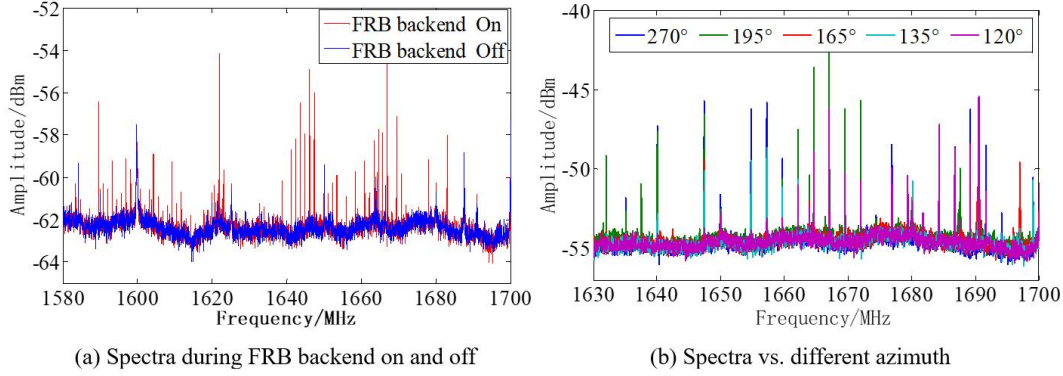 -52
-54
-56
-58
-60
-62
-64
Amplitude/dBm
FRB backend On
FRB backend Off
1580
1600
1620
1640
1660
1680
1700
Frequency/MHz
(a) Spectra during FRB backend on and off
-40
-45
-50
-55
Amplitude/dBm
270° 195° 165° 135° 120°
1630 1640 1650 1660 1670 1680 1690 1700
Frequency/MHz
(b) Spectra vs. different azimuth